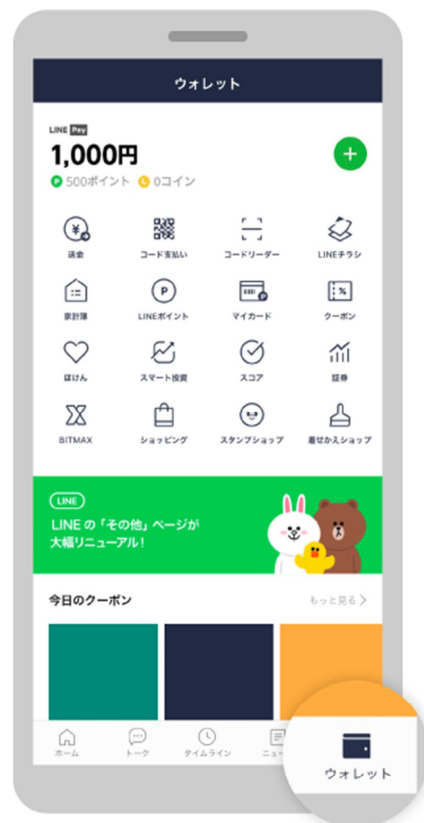 ウォレット
LINE Pay
1,000円
500ポイント 0コイン
送金 コード支払い コードリーダー LINEチラシ
家計簿 LINEポイント マイカード クーポン
ほけん スマート投資 スコア 証券
BITMAX ショッピング スタンプショップ 着せかえショップ
LINE
LINEの「その他」ページが
大幅リニューアル!
今日のクーポン もっと見る
ホーム トーク タイムライン ニュー
ウォレット